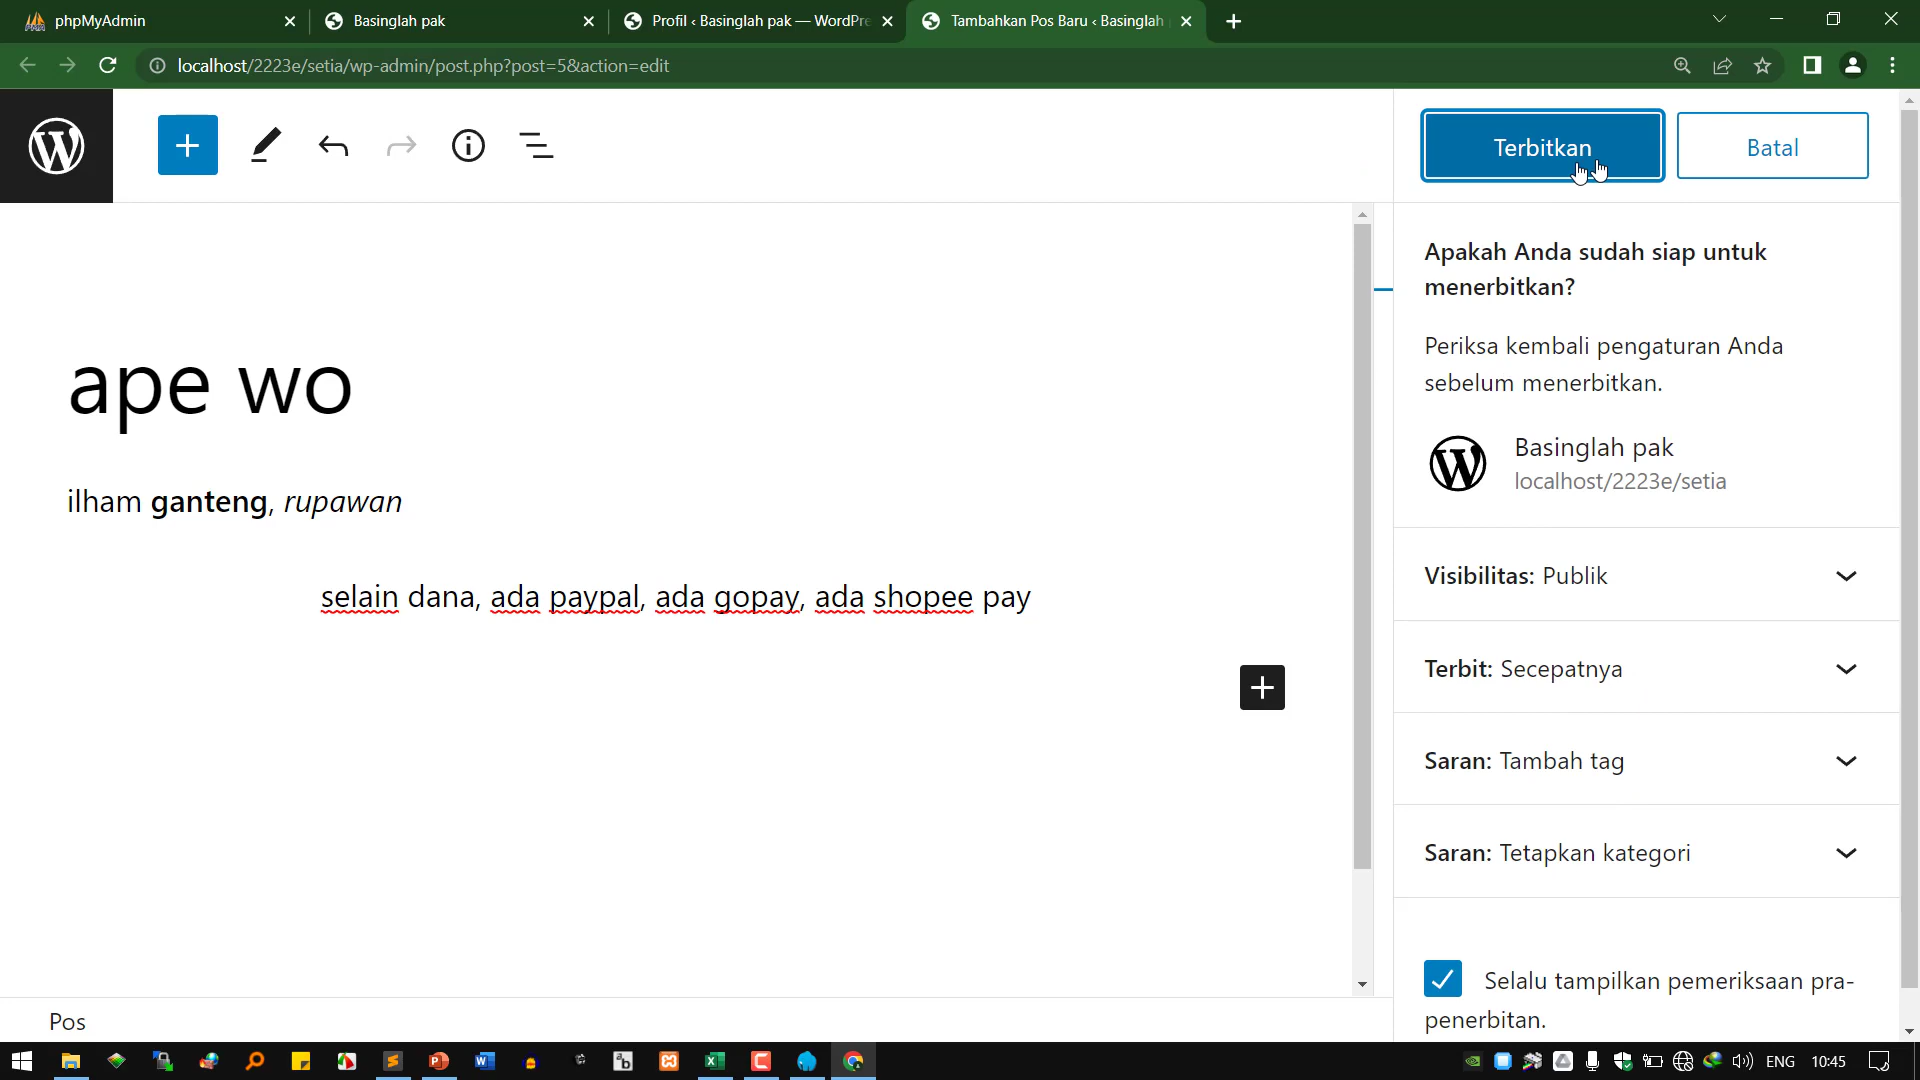 phpMyAdmin
Basinglah pak
Profil ‹ Basinglah pak — WordPre
Tambahkan Pos Baru ‹ Basinglah
localhost/2223e/setia/wp-admin/post.php?post=5&action=edit
Terbitkan
Batal
Apakah Anda sudah siap untuk
menerbitkan?
Periksa kembali pengaturan Anda
sebelum menerbitkan.
Basinglah pak
localhost/2223e/setia
Visibilitas: Publik
Terbit: Secepatnya
Saran: Tambah tag
Saran: Tetapkan kategori
Selalu tampilkan pemeriksaan pra-
penerbitan.
ape wo
ilham ganteng, rupawan
selain dana, ada paypal, ada gopay, ada shopee pay
Pos
ENG
10:45